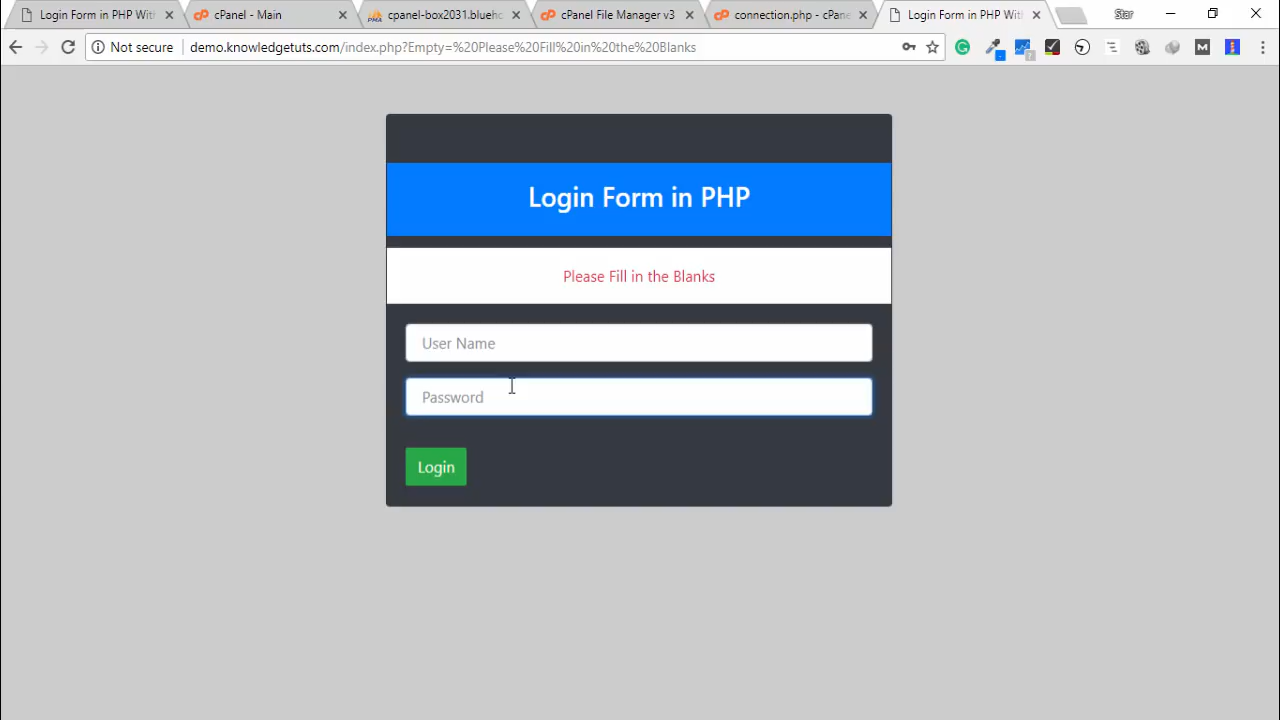 Login Form in PHP Wit
cPanel - Main
cpanel-box2031.blueh
cPanel File Manager v3
connection.php - cPane
Login Form in PHP Wit
Star
Not secure
demo.knowledgetuts.com/index.php?Empty=%20Please%20Fill%20in%20the%20Blanks
Login Form in PHP
Please Fill in the Blanks
User Name
Password
Login